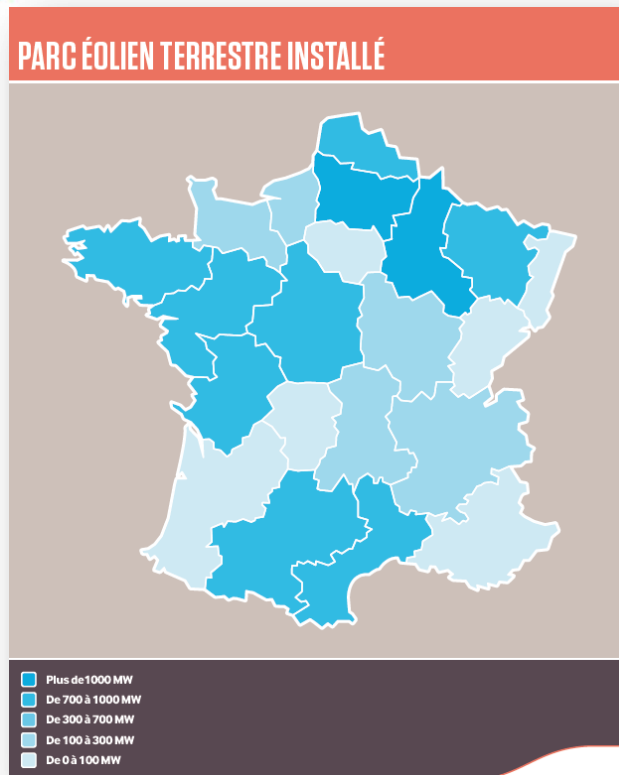 PARC ÉOLIEN TERRESTRE INSTALLÉ
Plus de1000 MW
De 700 à 1000 MW
De 300 à 700 MW
De 100 à 300 MW
De 0 à 100 MW